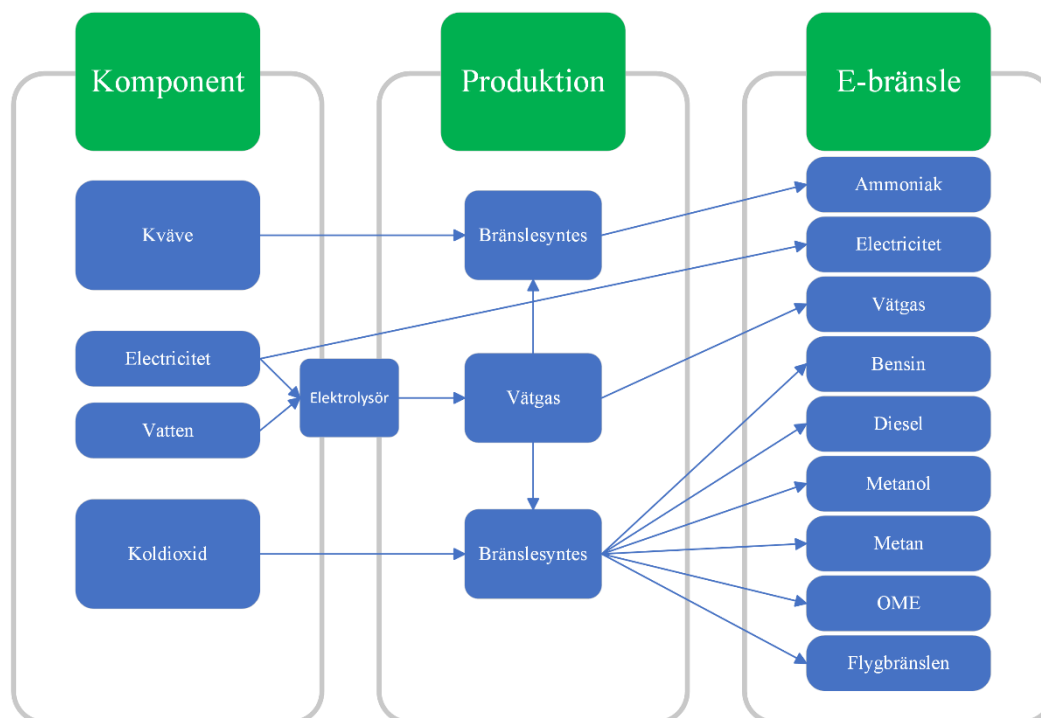 Komponent
Produktion
E-bränsle
Kväve
Electricitet
Vatten
Koldioxid
Elektrolysör
Bränslesyntes
Vätgas
Bränslesyntes
Ammoniak
Electricitet
Vätgas
Bensin
Diesel
Metanol
Metan
OME
Flygbränslen